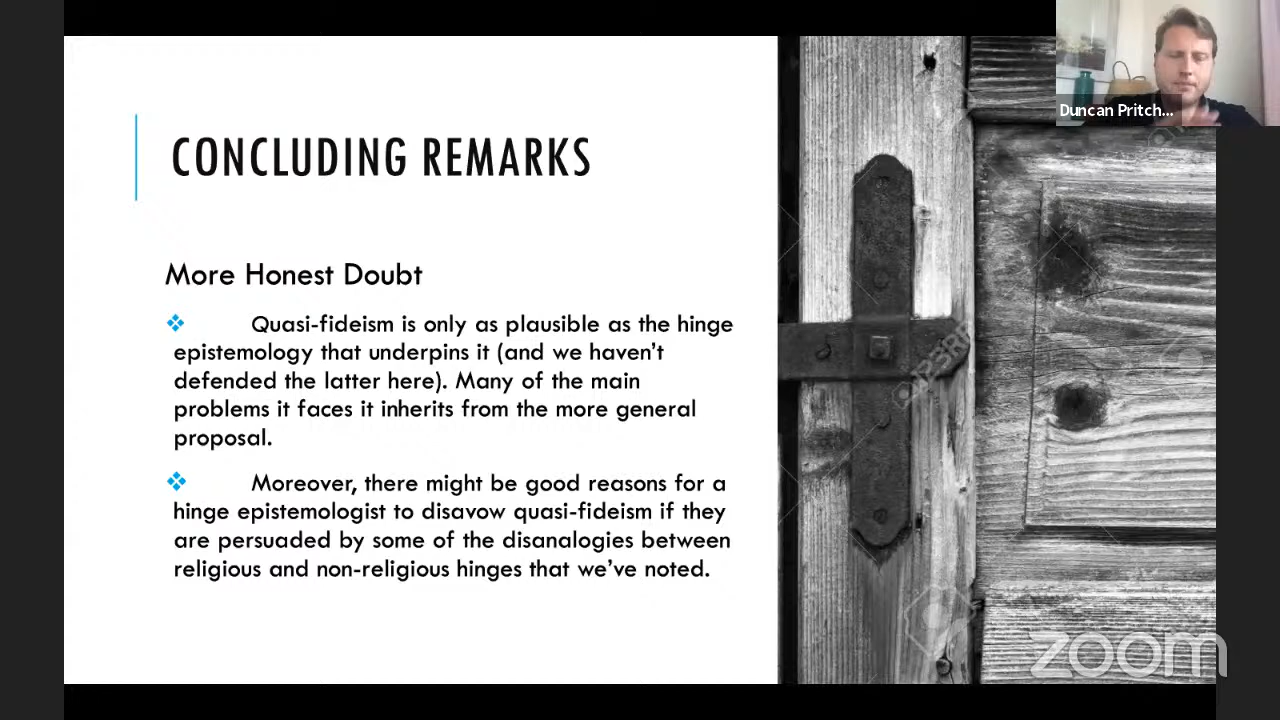 Duncan Pritch...
CONCLUDING REMARKS
More Honest Doubt
Quasi-fideism is only as plausible as the hinge
epistemology that underpins it (and we haven't
defended the latter here). Many of the main
problems it faces it inherits from the more general
proposal.
Moreover, there might be good reasons for a
hinge epistemologist to disavow quasi-fideism if they
are persuaded by some of the disanalogies between
religious and non-religious hinges that we've noted.
zoom